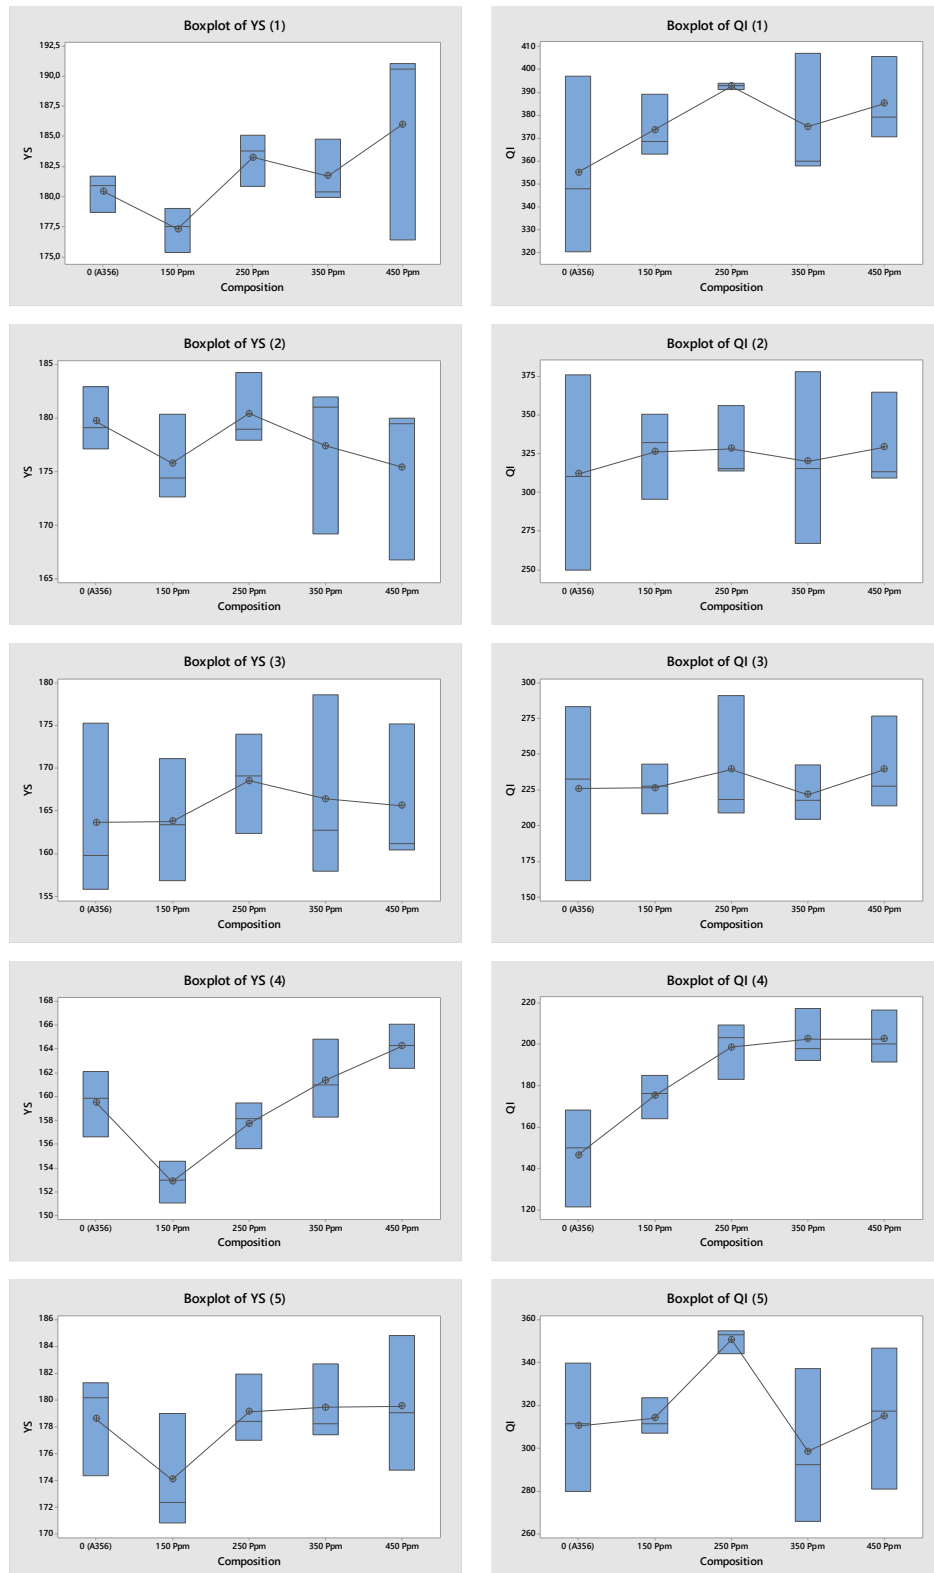 Boxplot of YS (1)
192,5
190,0
187,5
185,0
182,5
180,0
177,5
175,0
YS
0 (A356) 150 Ppm 250 Ppm 350 Ppm 450 Ppm
Composition
Boxplot of QI (1)
410
400
390
380
370
360
350
340
330
320
QI
0 (A356) 150 Ppm 250 Ppm 350 Ppm 450 Ppm
Composition
Boxplot of YS (2)
185
180
175
170
165
YS
0 (A356) 150 Ppm 250 Ppm 350 Ppm 450 Ppm
Composition
Boxplot of QI (2)
375
350
325
300
275
250
QI
0 (A356) 150 Ppm 250 Ppm 350 Ppm 450 Ppm
Composition
Boxplot of YS (3)
180
175
170
165
160
155
YS
0 (A356) 150 Ppm 250 Ppm 350 Ppm 450 Ppm
Composition
Boxplot of QI (3)
300
275
250
225
200
175
150
QI
0 (A356) 150 Ppm 250 Ppm 350 Ppm 450 Ppm
Composition
Boxplot of YS (4)
168
166
164
162
160
158
156
154
152
150
YS
0 (A356) 150 Ppm 250 Ppm 350 Ppm 450 Ppm
Composition
Boxplot of QI (4)
220
200
180
160
140
120
QI
0 (A356) 150 Ppm 250 Ppm 350 Ppm 450 Ppm
Composition
Boxplot of YS (5)
186
184
182
180
178
176
174
172
170
YS
0 (A356) 150 Ppm 250 Ppm 350 Ppm 450 Ppm
Composition
Boxplot of QI (5)
360
340
320
300
280
260
QI
0 (A356) 150 Ppm 250 Ppm 350 Ppm 450 Ppm
Composition